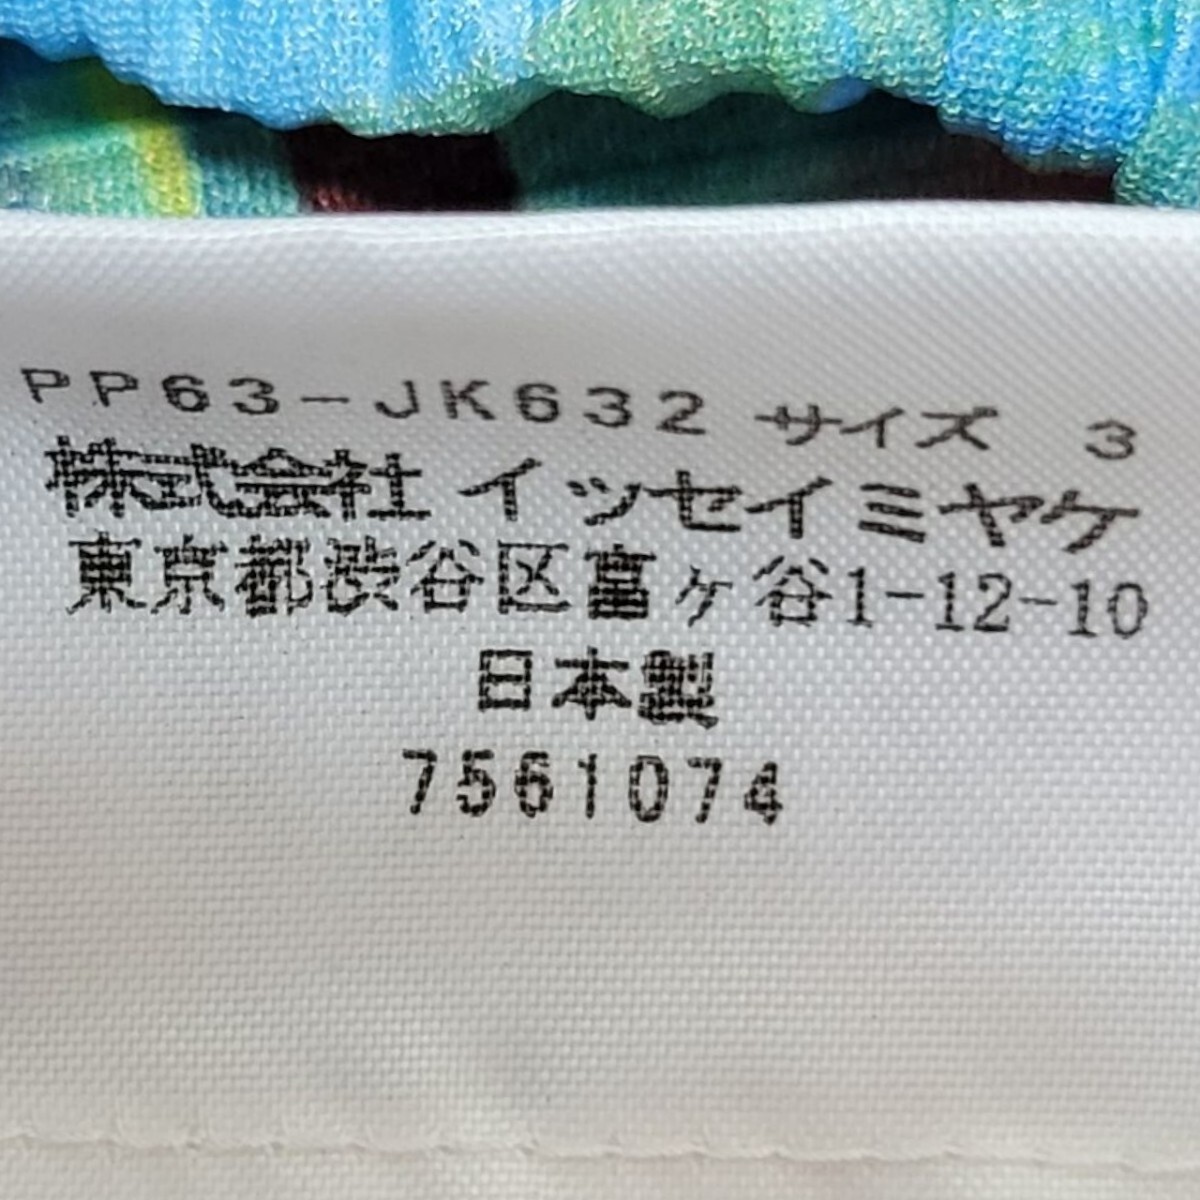 PP63-JK632 サイズ 3
株式会社 イッセイミヤケ
東京都渋谷区富ヶ谷1-12-10
日本製
7561074